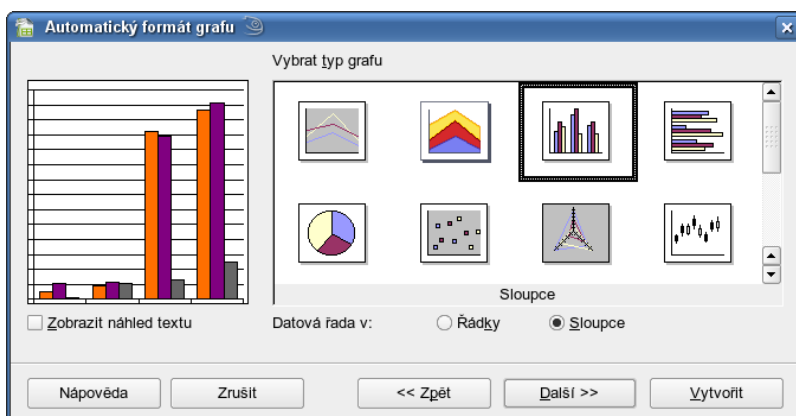 Automatický formát grafu
Vybrat typ grafu
Sloupce
Zobrazit náhled textu
Datová řada v:
Řádky
Sloupce
Nápověda
Zrušit
<< Zpět
Další >>
Vytvořit